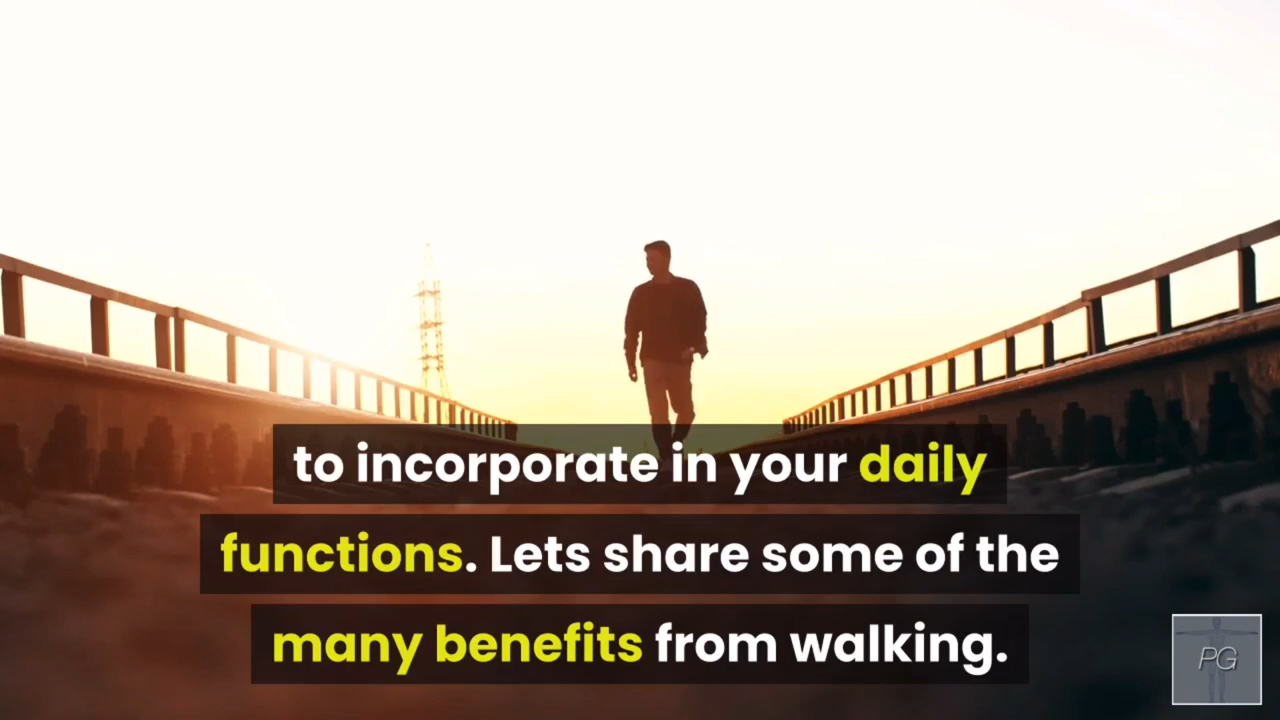 to incorporate in your daily
functions. Lets share some of the
many benefits from walking.
PG